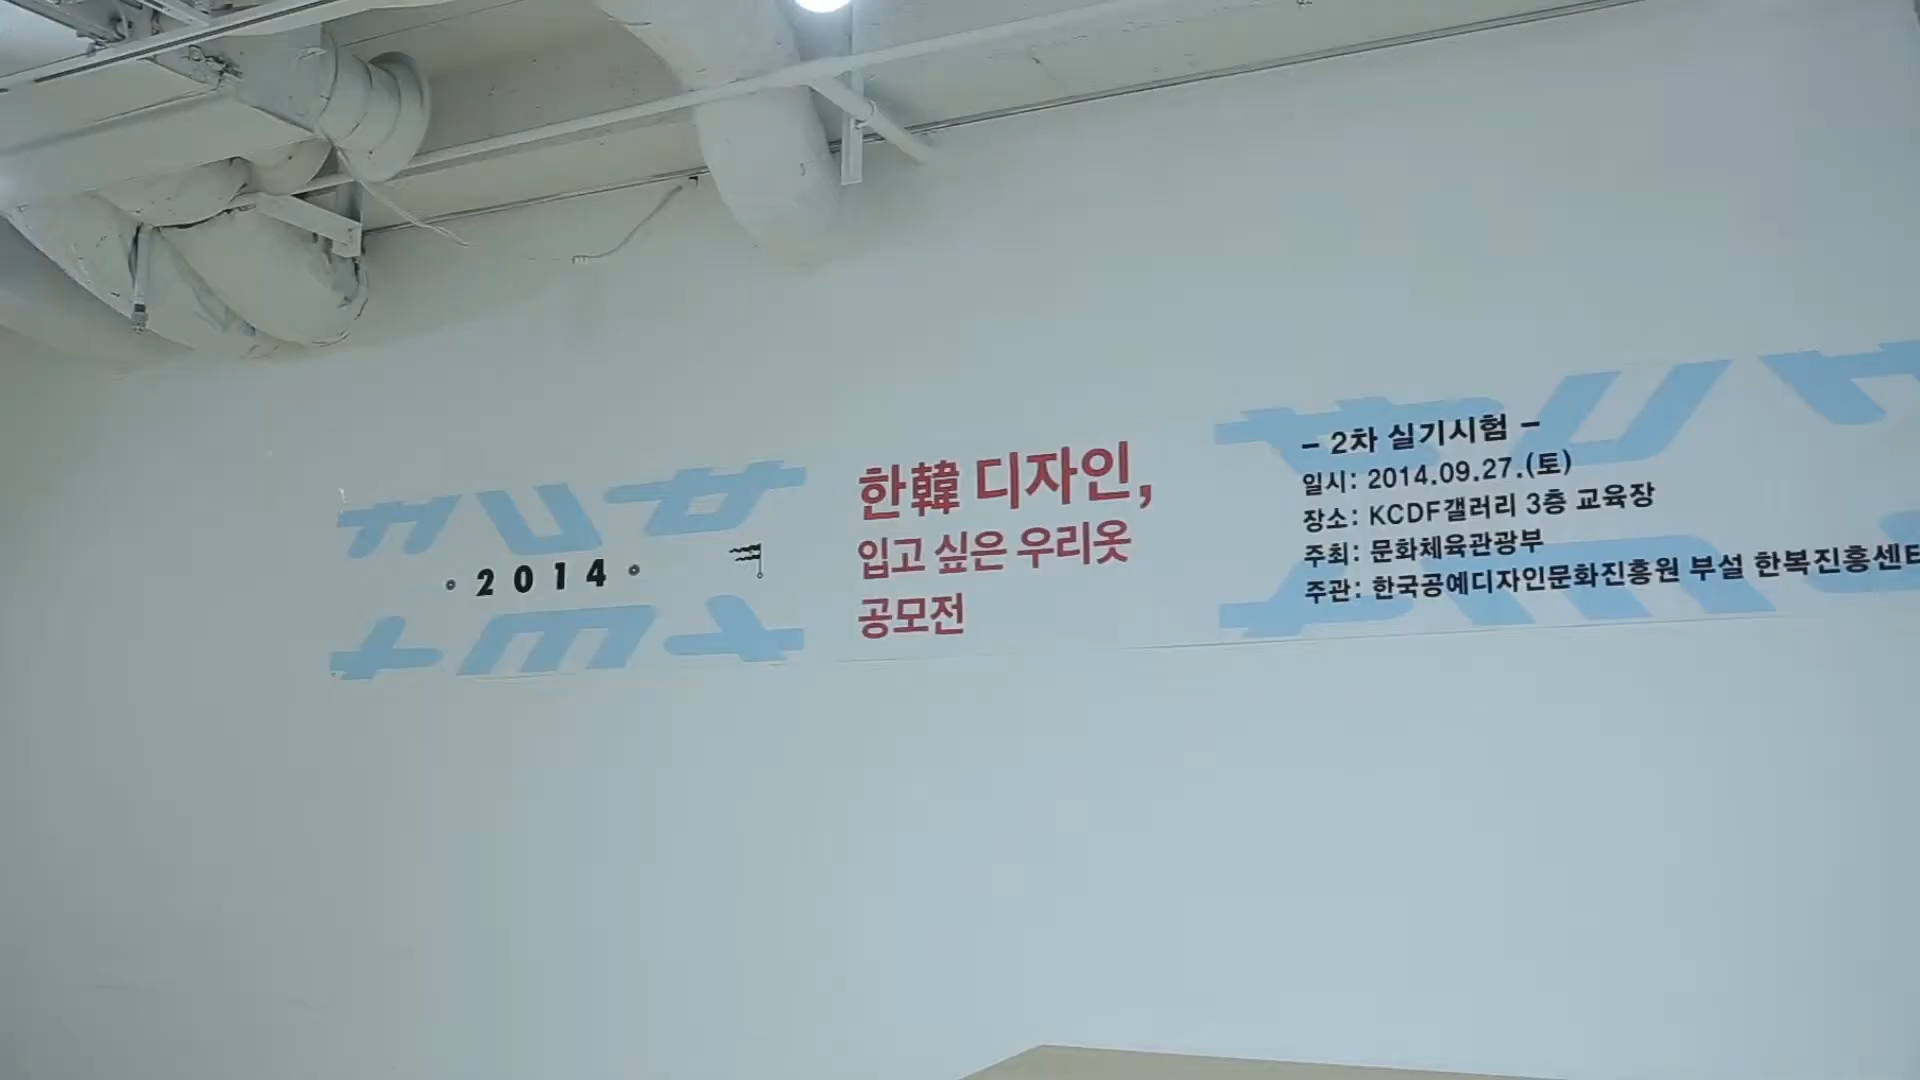 2014
한韓 디자인,
입고 싶은 우리옷
공모전
- 2차 실기시험 -
일시: 2014.09.27.(토)
장소: KCDF갤러리 3층 교육장
주최: 문화체육관광부
주관: 한국공예디자인문화진흥원 부설 한복진흥센터